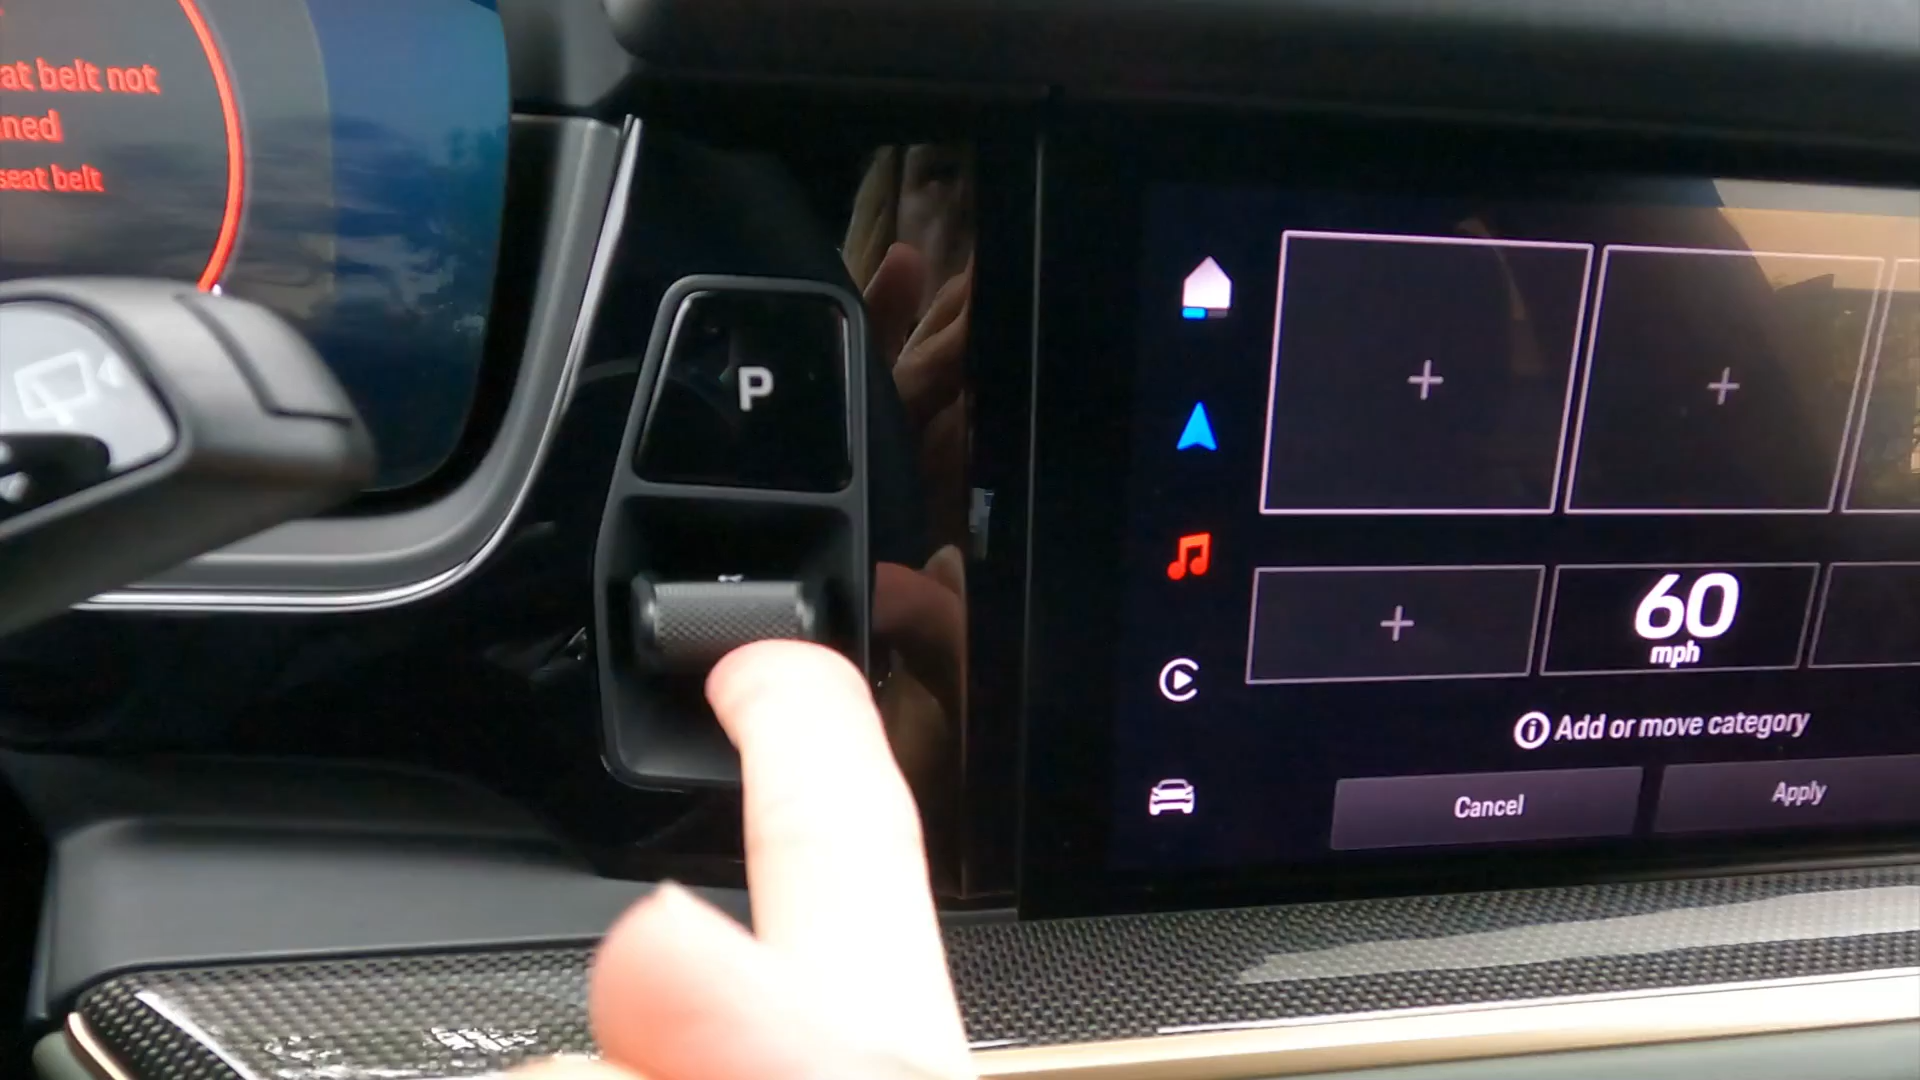 at belt not
ned
seat belt
P
60
mph
Add or move category
Cancel
Apply